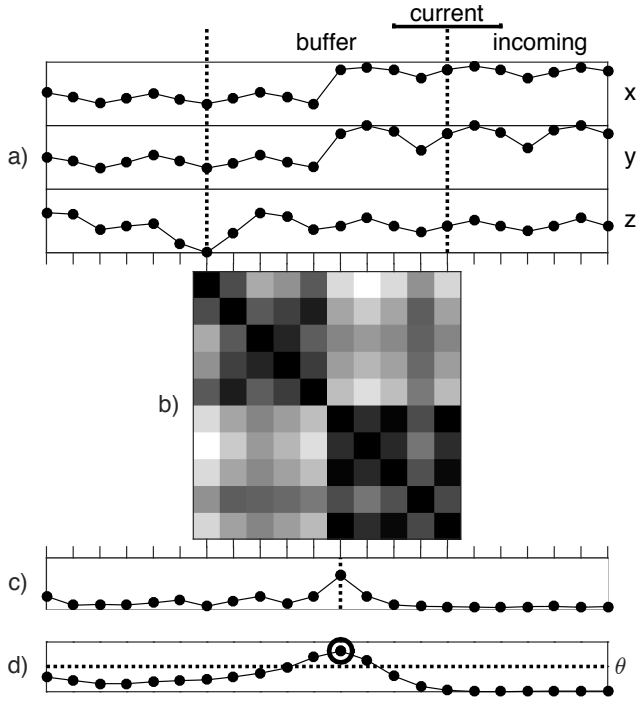 current
buffer
incoming
x
a)
y
z
b)
c)
d)
θ